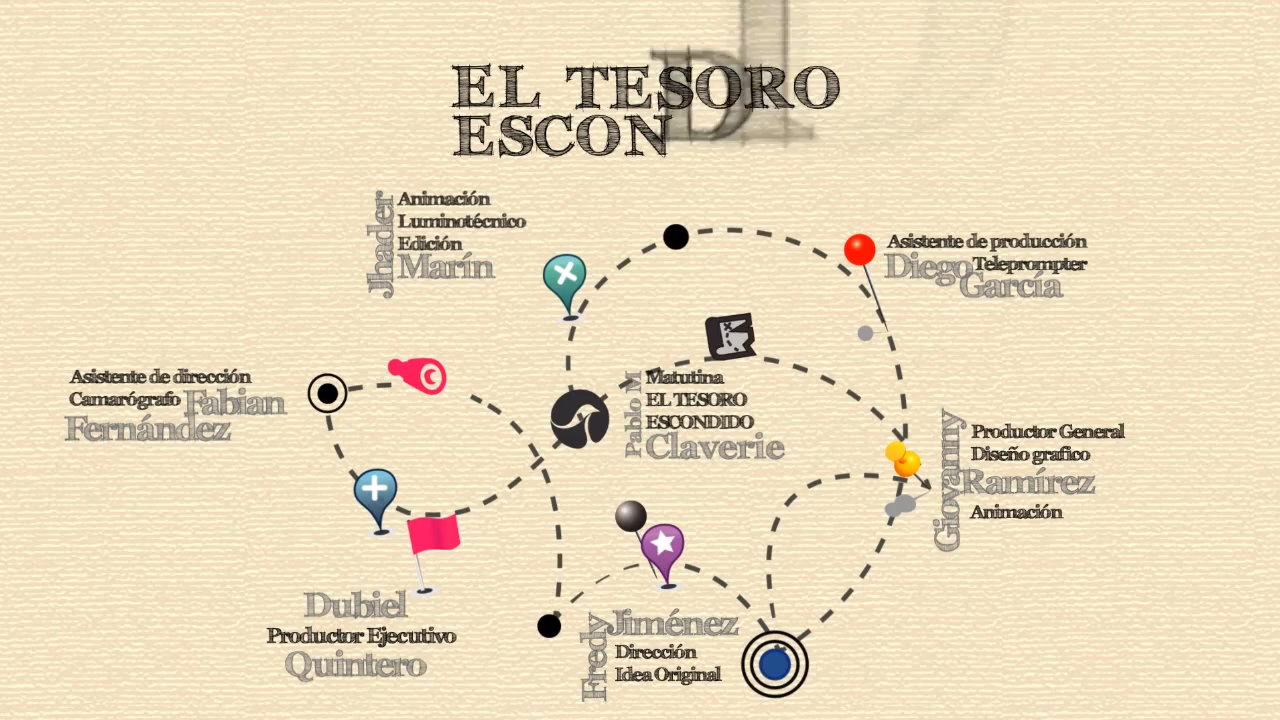 EL TESORO
ESCONDI
Jhader
Animación
Luminotécnico
Edición
Marín
Asistente de producción
Teleprompter
Diego
García
Asistente de dirección
Camarógrafo
Fabian
Fernández
Pablo M
Matutina
EL TESORO
ESCONDIDO
Claverie
Giovanny
Productor General
Diseño grafico
Ramírez
Animación
Dubiel
Productor Ejecutivo
Quintero
Fredy
Jiménez
Dirección
Idea Original